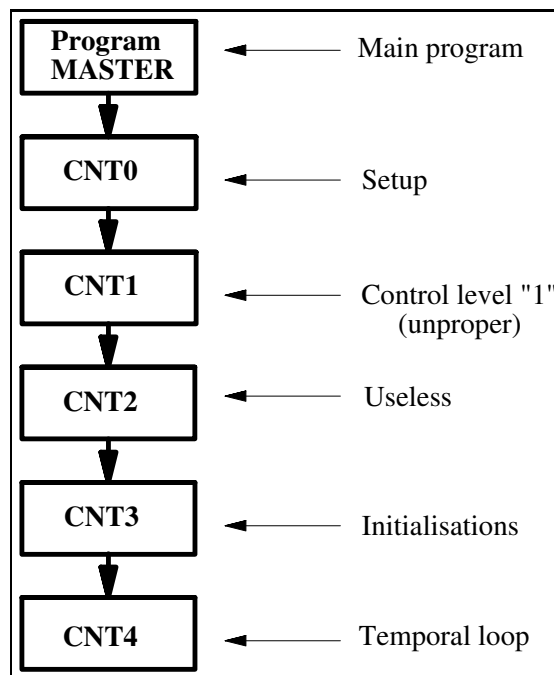 Program
MASTER
Main program
CNT0
Setup
CNT1
Control level "1"
(unproper)
CNT2
Useless
CNT3
Initialisations
CNT4
Temporal loop